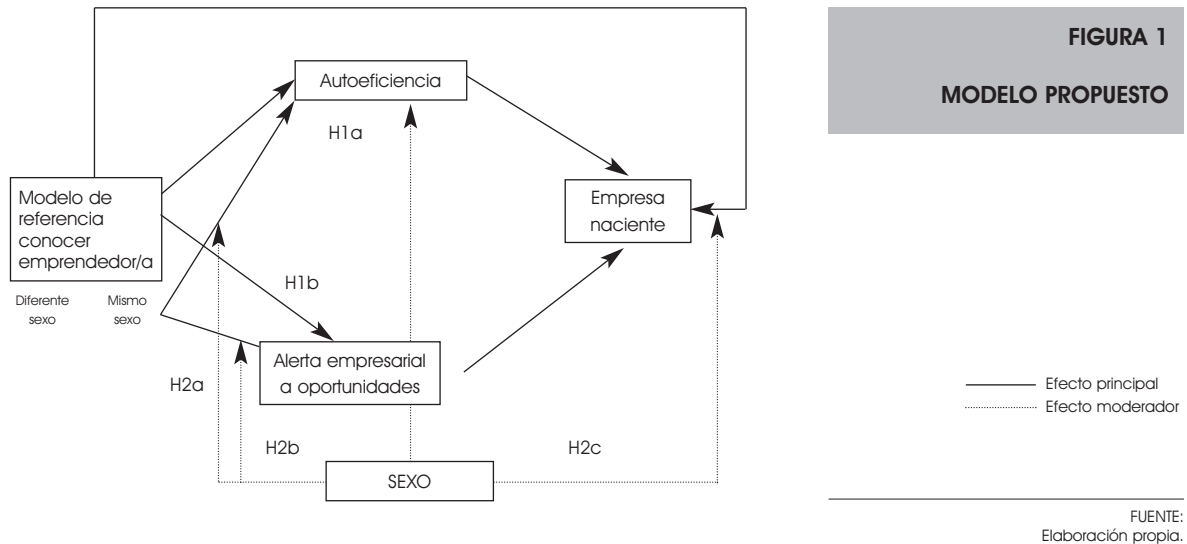 FIGURA 1
MODELO PROPUESTO
Autoeficiencia
H1a
Modelo de
referencia
conocer
emprendedor/a
Empresa
naciente
Diferente
sexo
Mismo
sexo
H1b
Alerta empresarial
a oportunidades
H2a
H2b
H2c
SEXO
Efecto principal
Efecto moderador
FUENTE:
Elaboración propia.